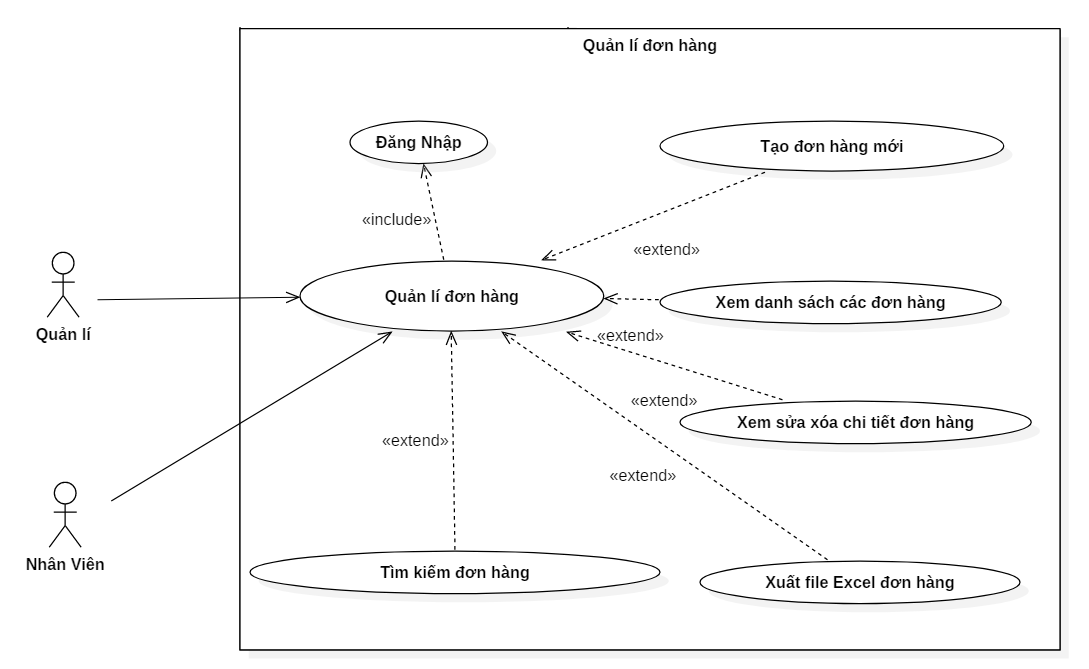 Quản lí đơn hàng
Đăng Nhập
Tạo đơn hàng mới
«include»
«extend»
Quản lí đơn hàng
Xem danh sách các đơn hàng
Quản lí
«extend»
«extend»
Xem sửa xóa chi tiết đơn hàng
«extend»
«extend»
Nhân Viên
Tìm kiếm đơn hàng
Xuất file Excel đơn hàng